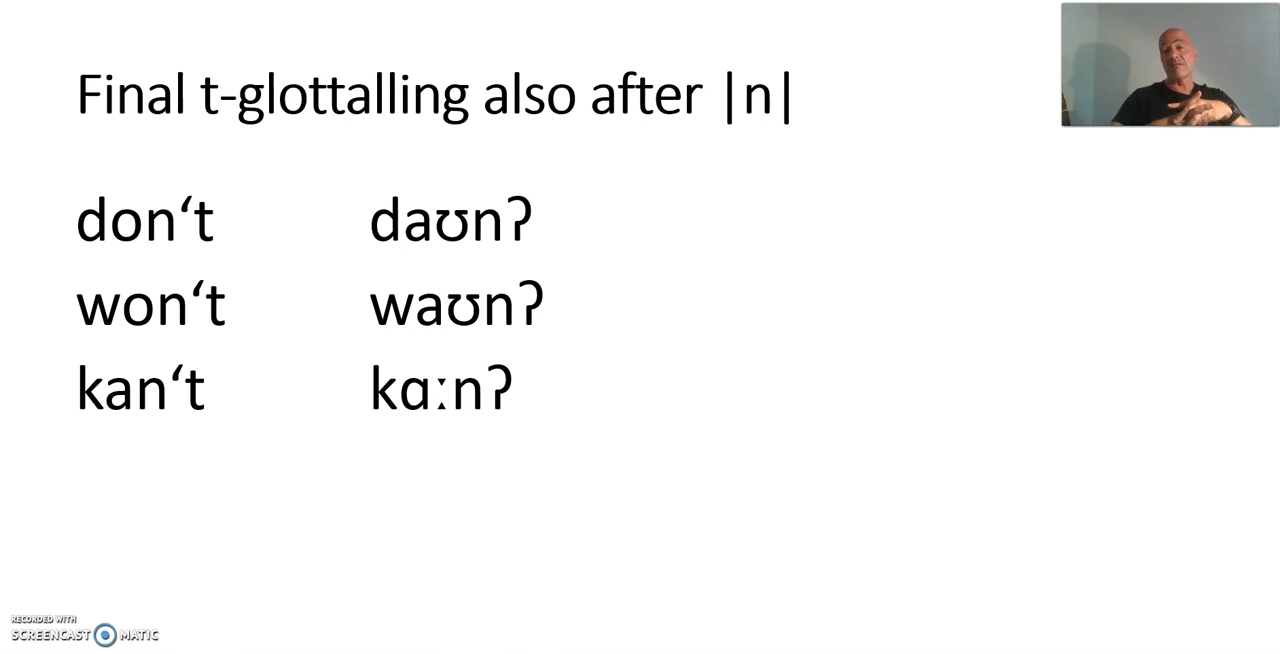 Final t-glottalling also after |n|
don‘t daʊnʔ
won‘t waʊnʔ
kan‘t kɑːnʔ
RECORDED WITH
SCREENCAST MATIC